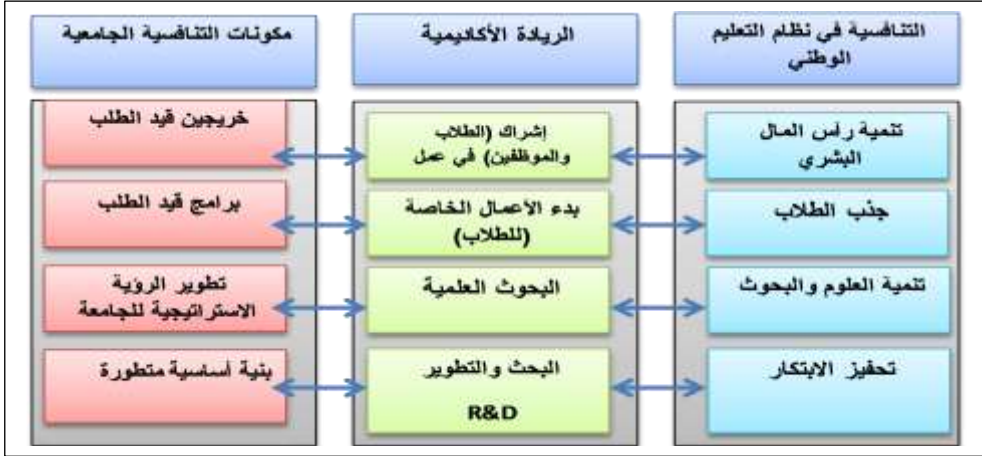 التنافسية في نظام التعليم
الوطني
الريادة الأكاديمية
مكونات التنافسية الجامعية
تنمية رأس المال
البشري
إشراك (الطلاب
والموظفين) في عمل
خريجين قيد الطلب
جذب الطلاب
بدء الأعمال الخاصة
(للطلاب)
برامج قيد الطلب
تنمية العلوم والبحوث
البحوث العلمية
تطوير الرؤية
الاستراتيجية للجامعة
تحفيز الابتكار
البحث والتطوير
R&D
بنية أساسية متطورة